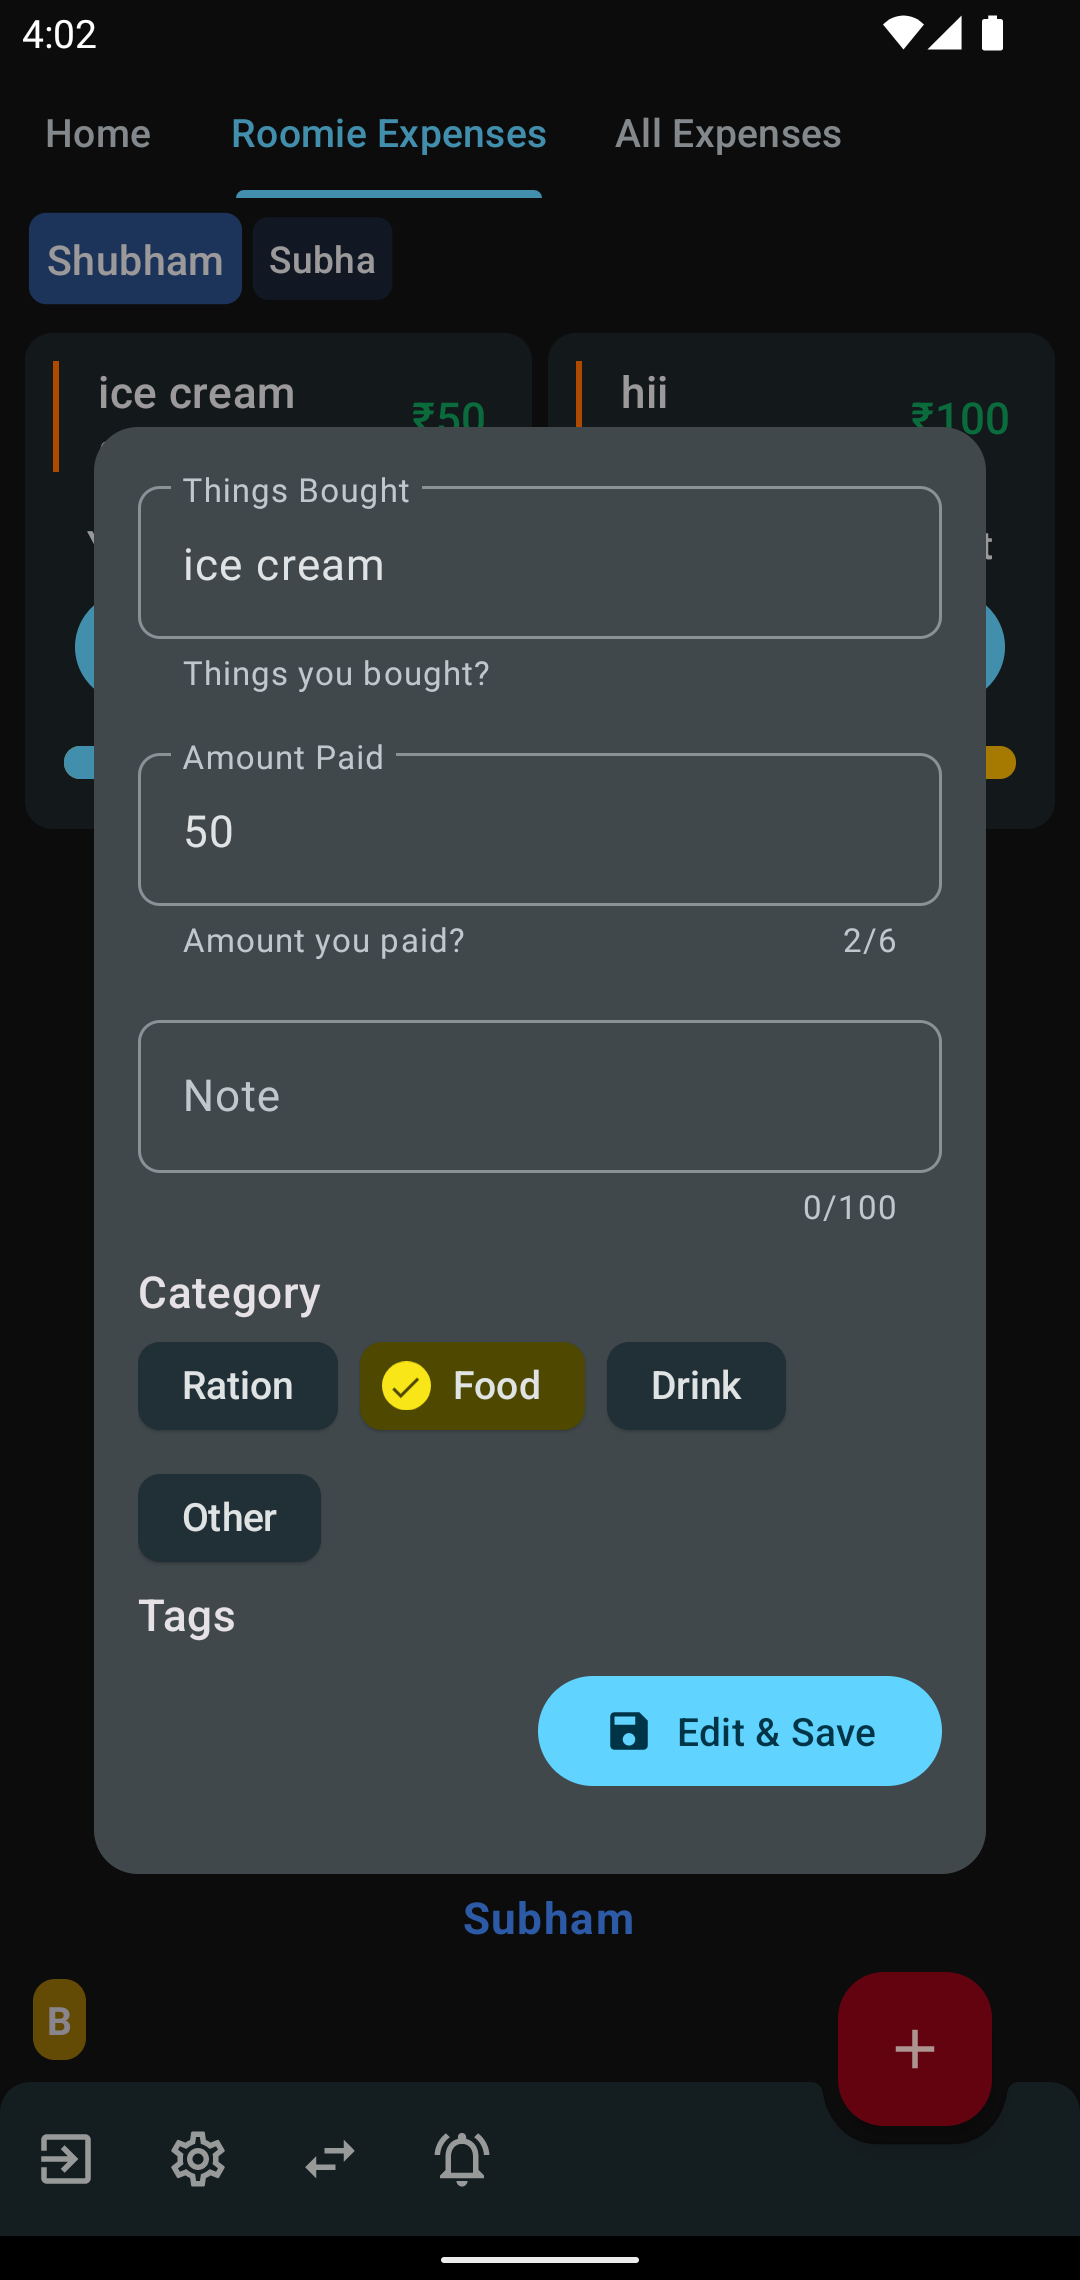 4:02
Home Roomie Expenses All Expenses
Shubham Subha
ice cream ₹50 hii ₹100
Things Bought
ice cream
Things you bought?
Amount Paid
50
Amount you paid? 2/6
Note
0/100
Category
Ration Food Drink
Other
Tags
Edit & Save
Subham
B